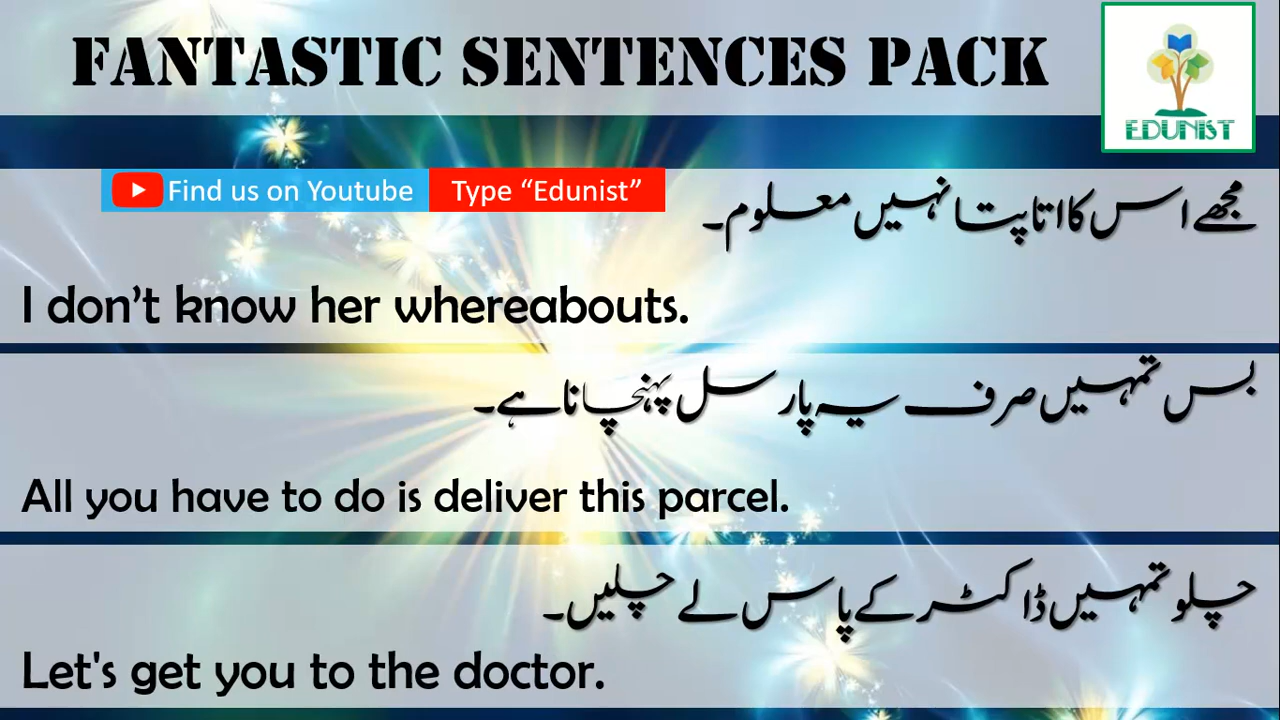 FANTASTIC SENTENCES PACK
EDUNIST
Find us on Youtube
Type “Edunist”
مجھے اس کا اتا پتا نہیں معلوم۔
I don’t know her whereabouts.
بس تمہیں صرف یہ پارسل پہنچانا ہے۔
All you have to do is deliver this parcel.
چلو تمہیں ڈاکٹر کے پاس لے چلیں۔
Let's get you to the doctor.